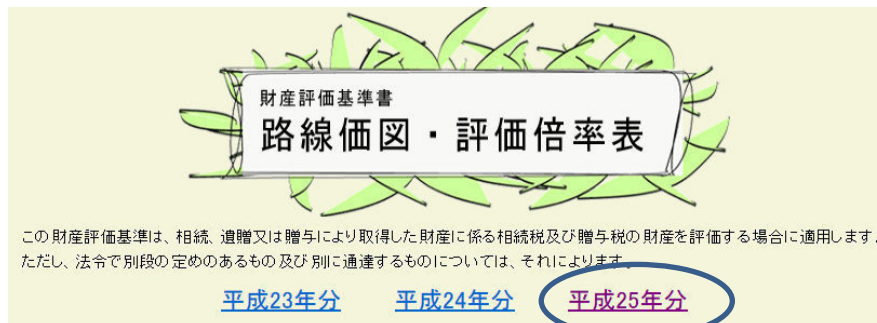 財産評価基準書
路線価図・評価倍率表
この財産評価基準は、相続、遺贈又は贈与により取得した財産に係る相続税及び贈与税の財産を評価する場合に適用します。
ただし、法令で別段の定めのあるもの及び別に通達するものについては、それによります。
平成23年分 平成24年分 平成25年分